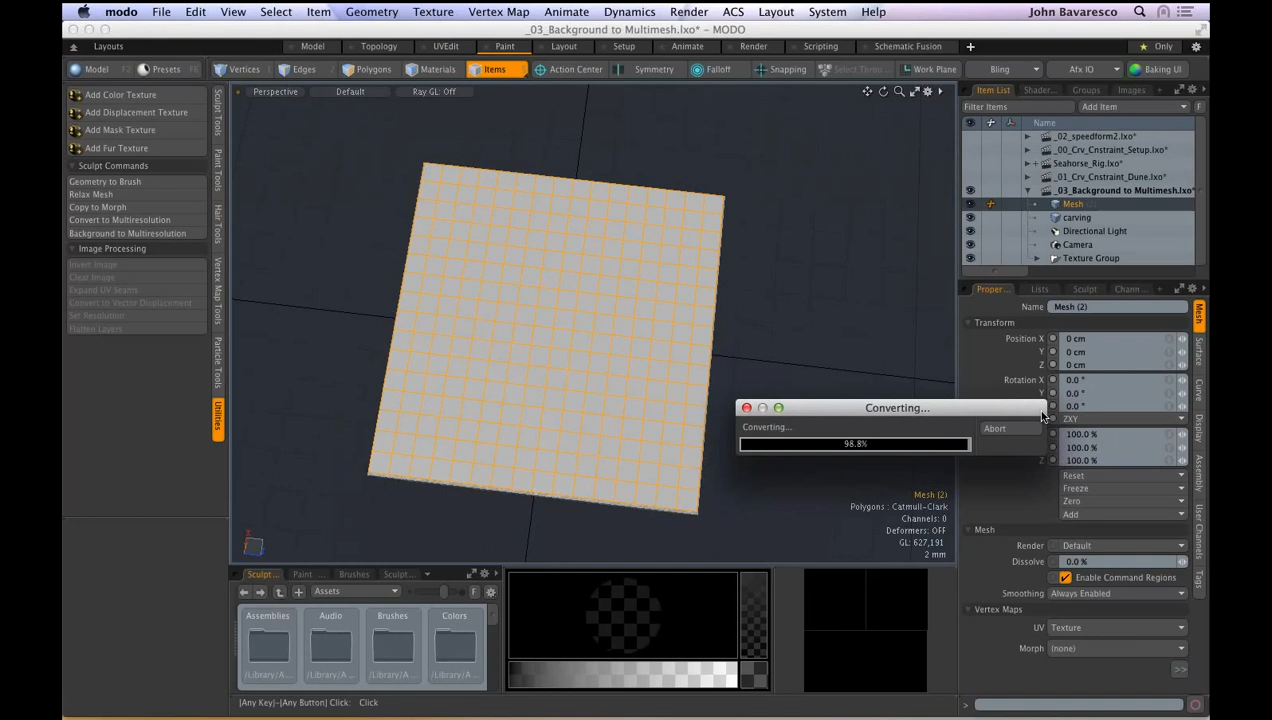 modo File Edit View Select Item Geometry Texture Vertex Map Animate Dynamics Render ACS Layout System Help John Bavaresco
_03_Background to Multimesh.lxo* – MODO
Layouts Model Topology UVEdit Paint Layout Setup Animate Render Scripting Schematic Fusion + Only
Model F2 Presets F6 Vertices Edges Polygons Materials Items Action Center Symmetry Falloff Snapping Select Throu... Work Plane Bling Afx IO Baking UI
Perspective Default Ray GL: Off
Item List Shader... Groups Images +
Add Color Texture
Add Displacement Texture
Add Mask Texture
Add Fur Texture
Sculpt Commands
Geometry to Brush
Relax Mesh
Copy to Morph
Convert to Multiresolution
Background to Multiresolution
Image Processing
Invert Image
Clear Image
Expand UV Seams
Convert to Vector Displacement
Set Resolution
Flatten Layers
Sculpt Tools
Paint Tools
Hair Tools
Vertex Map Tools
Particle Tools
Utilities
Filter Items Add Item F
Name
_02_speedform2.lxo*
_00_Crv_Cnstraint_Setup.lxo*
Seahorse_Rig.lxo*
_01_Crv_Cnstraint_Dune.lxo*
_03_Background to Multimesh.lxo*
Mesh (2)
carving
Directional Light
Camera
Texture Group
Proper... Lists Sculpt Chann... +
Name Mesh (2)
Transform
Position X 0 cm
Y 0 cm
Z 0 cm
Rotation X 0.0 °
Y 0.0 °
0.0 °
ZXY
100.0 %
100.0 %
Z 100.0 %
Reset
Freeze
Zero
Add
Mesh
Render Default
Dissolve 0.0 %
Enable Command Regions
Smoothing Always Enabled
Vertex Maps
UV Texture
Morph (none)
>>
Mesh
Surface
Curve
Display
Assembly
User Channels
Tags
Converting...
Converting...
Abort
98.8%
Mesh (2)
Polygons : Catmull-Clark
Channels: 0
Deformers: OFF
GL: 627,191
2 mm
Sculpt ... Paint ... Brushes Sculpt...
Assets F
Assemblies Audio Brushes Colors
/Library/A... /Library/A... /Library/A... /Library/A...
|Any Key|-|Any Button| Click: Click
>